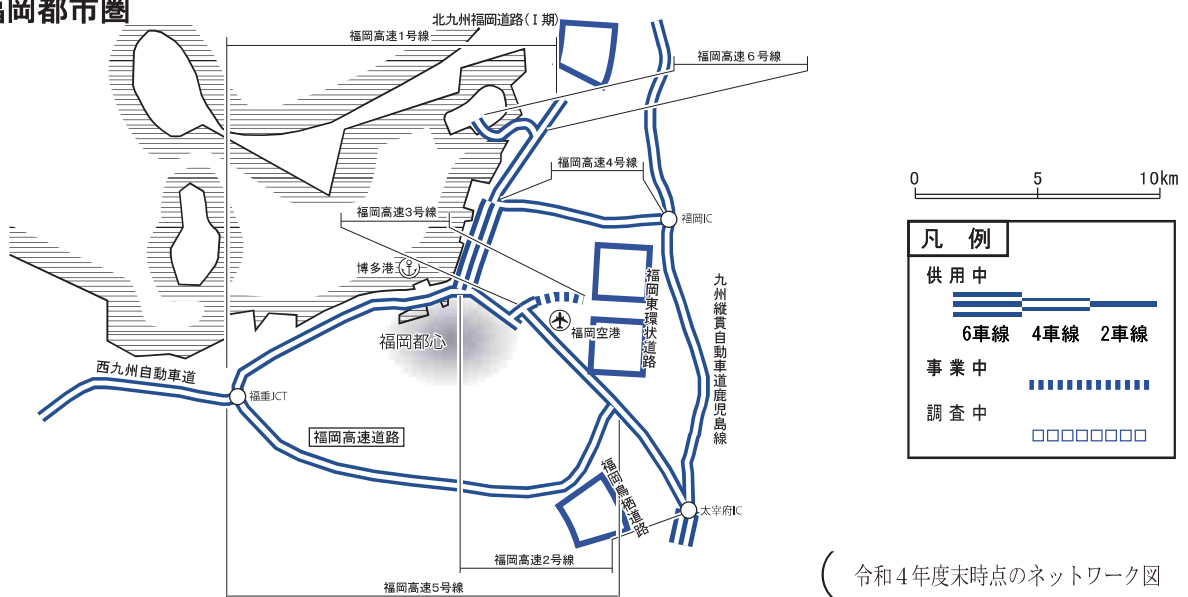 福岡都市圏
北九州福岡道路(Ⅰ期)
福岡高速1号線
福岡高速6号線
福岡高速4号線
福岡高速3号線
福岡IC
博多港
福岡東環状道路
九州縦貫自動車道鹿児島線
福岡空港
福岡都心
西九州自動車道
福重JCT
福岡高速道路
福岡鳥栖道路
太宰府IC
福岡高速2号線
福岡高速5号線
0 5 10km
凡例
供用中
6車線 4車線 2車線
事業中
調査中
(令和4年度末時点のネットワーク図